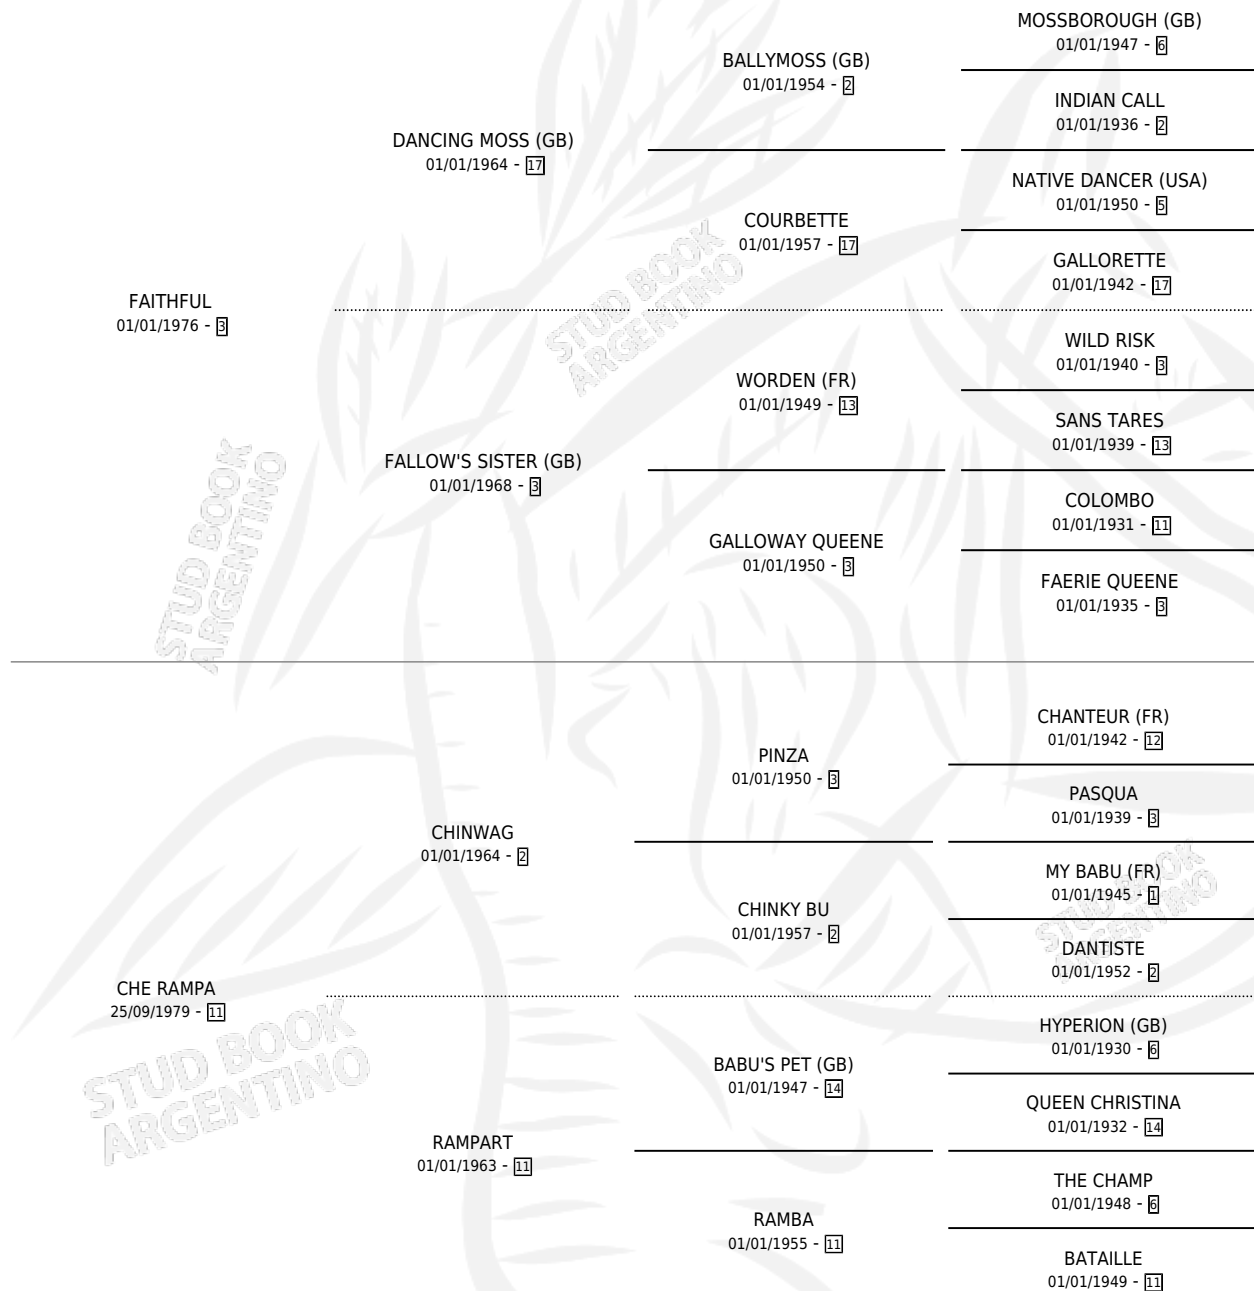 MOSSBOROUGH (GB)
01/01/1947 - 6
BALLYMOSS (GB)
01/01/1954 - 2
INDIAN CALL
01/01/1936 - 2
DANCING MOSS (GB)
01/01/1964 - 17
NATIVE DANCER (USA)
01/01/1950 - 5
COURBETTE
01/01/1957 - 17
GALLORETTE
01/01/1942 - 17
FAITHFUL
01/01/1976 - 3
WILD RISK
01/01/1940 - 3
WORDEN (FR)
01/01/1949 - 13
SANS TARES
01/01/1939 - 13
FALLOW'S SISTER (GB)
01/01/1968 - 3
COLOMBO
01/01/1931 - 11
GALLOWAY QUEENE
01/01/1950 - 3
FAERIE QUEENE
01/01/1935 - 3
CHANTEUR (FR)
01/01/1942 - 12
PINZA
01/01/1950 - 3
PASQUA
01/01/1939 - 3
CHINWAG
01/01/1964 - 2
MY BABU (FR)
01/01/1945 - 1
CHINKY BU
01/01/1957 - 2
DANTISTE
01/01/1952 - 2
CHE RAMPA
25/09/1979 - 11
HYPERION (GB)
01/01/1930 - 6
BABU'S PET (GB)
01/01/1947 - 14
QUEEN CHRISTINA
01/01/1932 - 14
RAMPART
01/01/1963 - 11
THE CHAMP
01/01/1948 - 6
RAMBA
01/01/1955 - 11
BATAILLE
01/01/1949 - 11
STUD BOOK
ARGENTINO
STUD BOOK
ARGENTINO
STUD BOOK
ARGENTINO
STUD BOOK
ARGENTINO